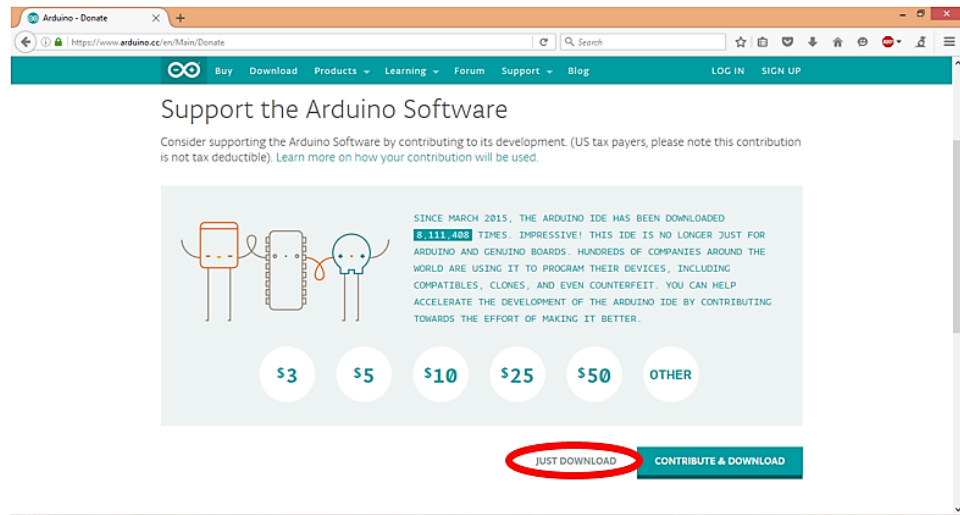 Arduino - Donate
https://www.arduino.cc/en/Main/Donate
Search
Buy Download Products Learning Forum Support Blog LOG IN SIGN UP
Support the Arduino Software
Consider supporting the Arduino Software by contributing to its development. (US tax payers, please note this contribution
is not tax deductible). Learn more on how your contribution will be used.
SINCE MARCH 2015, THE ARDUINO IDE HAS BEEN DOWNLOADED
8,111,408 TIMES. IMPRESSIVE! THIS IDE IS NO LONGER JUST FOR
ARDUINO AND GENUINO BOARDS. HUNDREDS OF COMPANIES AROUND THE
WORLD ARE USING IT TO PROGRAM THEIR DEVICES, INCLUDING
COMPATIBLES, CLONES, AND EVEN COUNTERFEIT. YOU CAN HELP
ACCELERATE THE DEVELOPMENT OF THE ARDUINO IDE BY CONTRIBUTING
TOWARDS THE EFFORT OF MAKING IT BETTER.
$3 $5 $10 $25 $50 OTHER
JUST DOWNLOAD CONTRIBUTE & DOWNLOAD